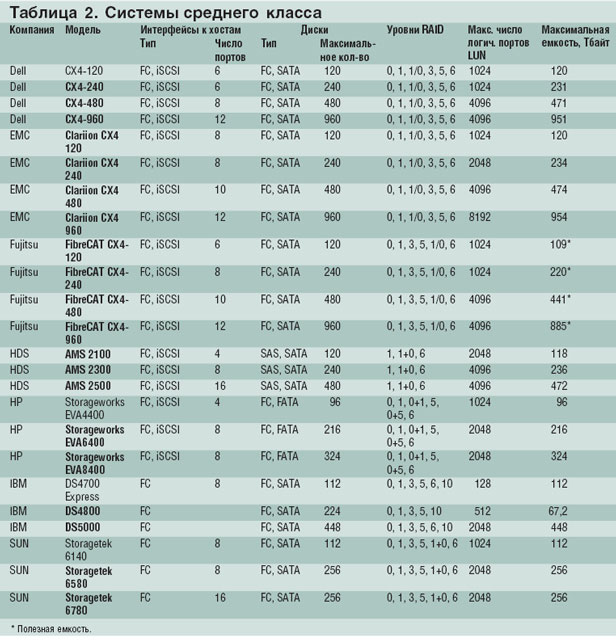 Таблица 2. Системы среднего класса
Компания Модель Интерфейсы к хостам Диски Уровни RAID Макс. число Максимальная
Тип Число Тип Максималь- логич. портов емкость, Тбайт
портов ное кол-во LUN
Dell CX4-120 FC, iSCSI 6 FC, SATA 120 0, 1, 1/0, 3, 5, 6 1024 120
Dell CX4-240 FC, iSCSI 6 FC, SATA 240 0, 1, 1/0, 3, 5, 6 1024 231
Dell CX4-480 FC, iSCSI 8 FC, SATA 480 0, 1, 1/0, 3, 5, 6 4096 471
Dell CX4-960 FC, iSCSI 12 FC, SATA 960 0, 1, 1/0, 3, 5, 6 4096 951
EMC Clariion CX4 FC, iSCSI 8 FC, SATA 120 0, 1, 1/0, 3, 5, 6 1024 120
120
EMC Clariion CX4 FC, iSCSI 8 FC, SATA 240 0, 1, 1/0, 3, 5, 6 2048 234
240
EMC Clariion CX4 FC, iSCSI 10 FC, SATA 480 0, 1, 1/0, 3, 5, 6 4096 474
480
EMC Clariion CX4 FC, iSCSI 12 FC, SATA 960 0, 1, 1/0, 3, 5, 6 8192 954
960
Fujitsu FibreCAT CX4- FC, iSCSI 6 FC, SATA 120 0, 1, 3, 5, 1/0, 6 1024 109*
120
Fujitsu FibreCAT CX4- FC, iSCSI 8 FC, SATA 240 0, 1, 3, 5, 1/0, 6 1024 220*
240
Fujitsu FibreCAT CX4- FC, iSCSI 10 FC, SATA 480 0, 1, 3, 5, 1/0, 6 4096 441*
480
Fujitsu FibreCAT CX4- FC, iSCSI 12 FC, SATA 960 0, 1, 3, 5, 1/0, 6 4096 885*
960
HDS AMS 2100 FC, iSCSI 4 SAS, SATA 120 1, 1+0, 6 2048 118
HDS AMS 2300 FC, iSCSI 8 SAS, SATA 240 1, 1+0, 6 4096 236
HDS AMS 2500 FC, iSCSI 16 SAS, SATA 480 1, 1+0, 6 4096 472
HP Storageworks FC, iSCSI 4 FC, FATA 96 0, 1, 0+1, 5, 1024 96
EVA4400 0+5, 6
HP Storageworks FC, iSCSI 8 FC, FATA 216 0, 1, 0+1, 5, 2048 216
EVA6400 0+5, 6
HP Storageworks FC, iSCSI 8 FC, FATA 324 0, 1, 0+1, 5, 2048 324
EVA8400 0+5, 6
IBM DS4700 FC 8 FC, SATA 112 0, 1, 3, 5, 6, 10 128 112
Express
IBM DS4800 FC FC, SATA 224 0, 1, 3, 5, 10 512 67,2
IBM DS5000 FC FC, SATA 448 0, 1, 3, 5, 6, 10 2048 448
SUN Storagetek FC 8 FC, SATA 112 0, 1, 3, 5, 1+0, 6 1024 112
6140
SUN Storagetek FC 8 FC, SATA 256 0, 1, 3, 5, 1+0, 6 2048 256
6580
SUN Storagetek FC 16 FC, SATA 256 0, 1, 3, 5, 1+0, 6 2048 256
6780
* Полезная емкость.